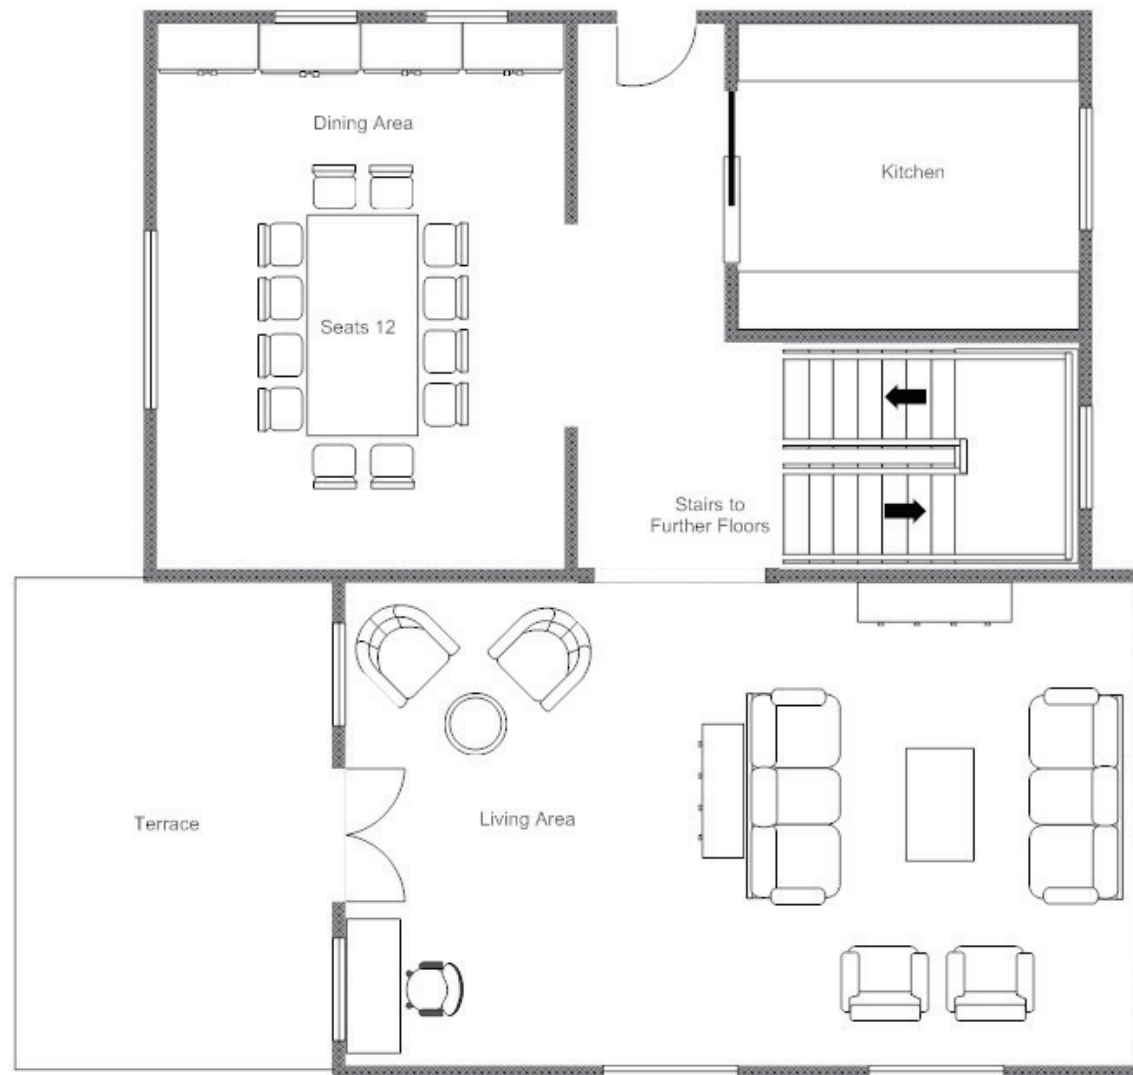 Dining Area
Kitchen
Seats 12
Stairs to
Further Floors
Terrace
Living Area